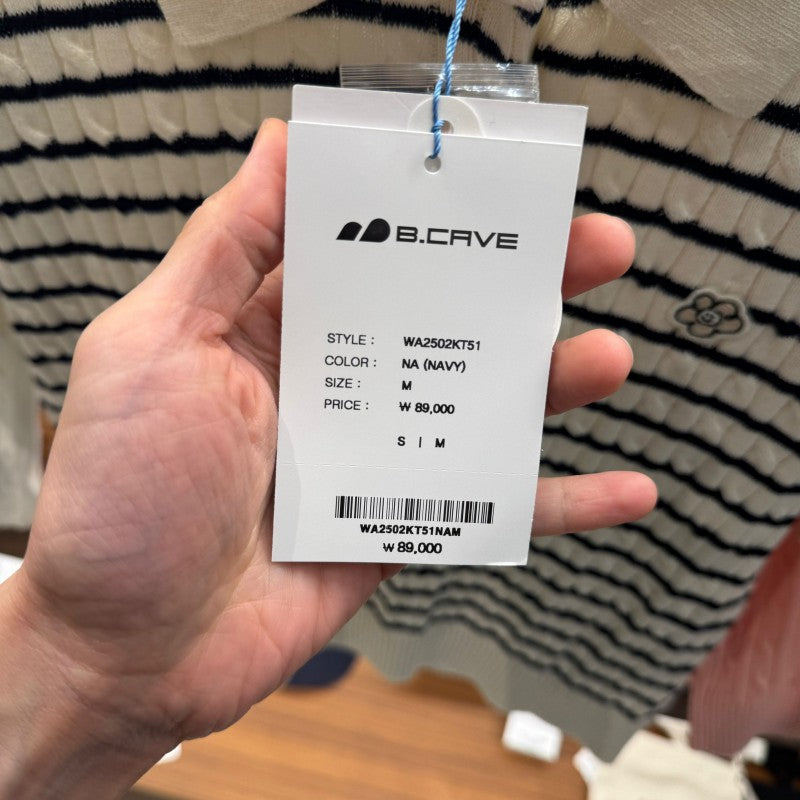 B.CAVE
STYLE : WA2502KT51
COLOR : NA (NAVY)
SIZE : M
PRICE : ₩ 89,000
S | M
WA2502KT51NAM
₩ 89,000